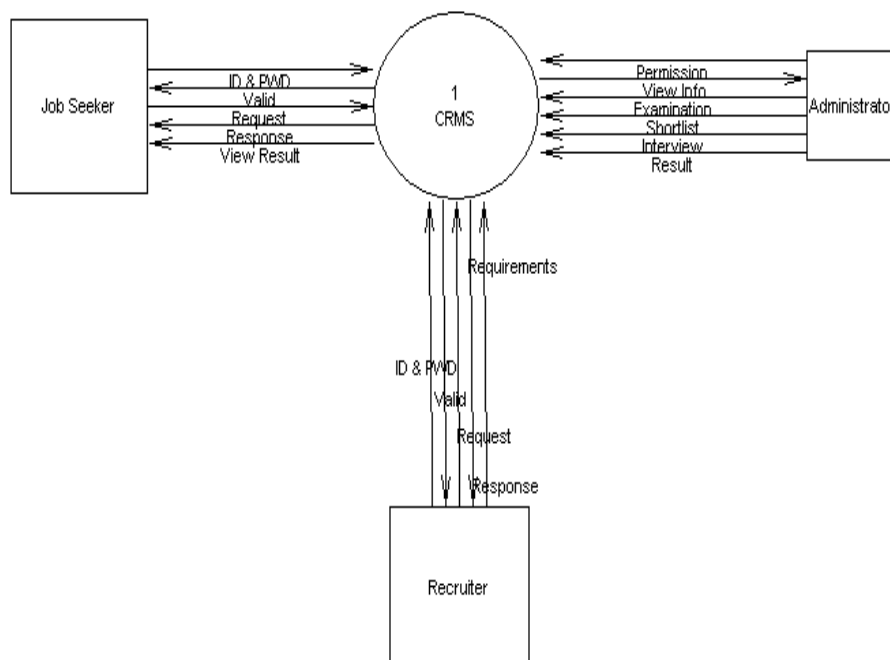 Job Seeker
ID & PWD
Valid
Request
Response
View Result
1
CRMS
Permission
View Info
Examination
Shortlist
Interview
Result
Administrato
Requirements
ID & PWD
Valid
Request
Response
Recruiter